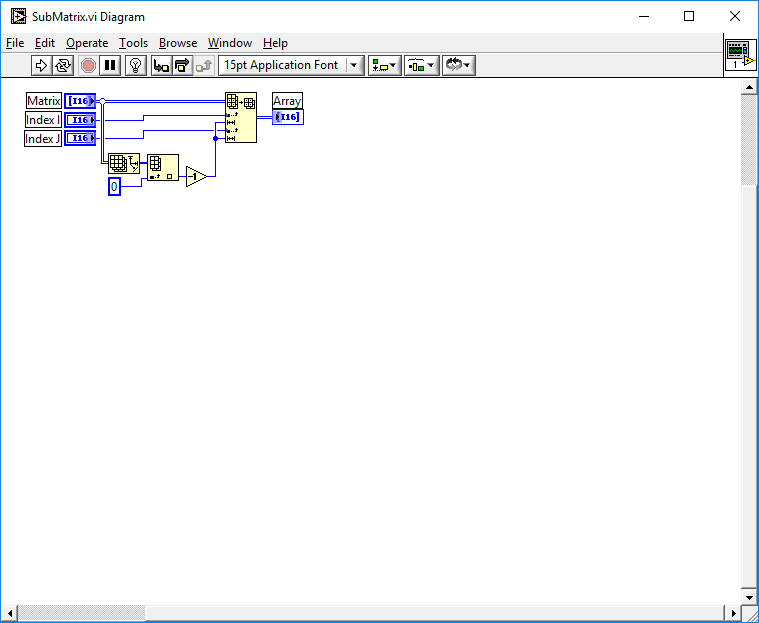 SubMatrix.vi Diagram
File Edit Operate Tools Browse Window Help
15pt Application Font
1
Matrix [I16] Array
Index I I16 I16]
Index J I16
0 -1